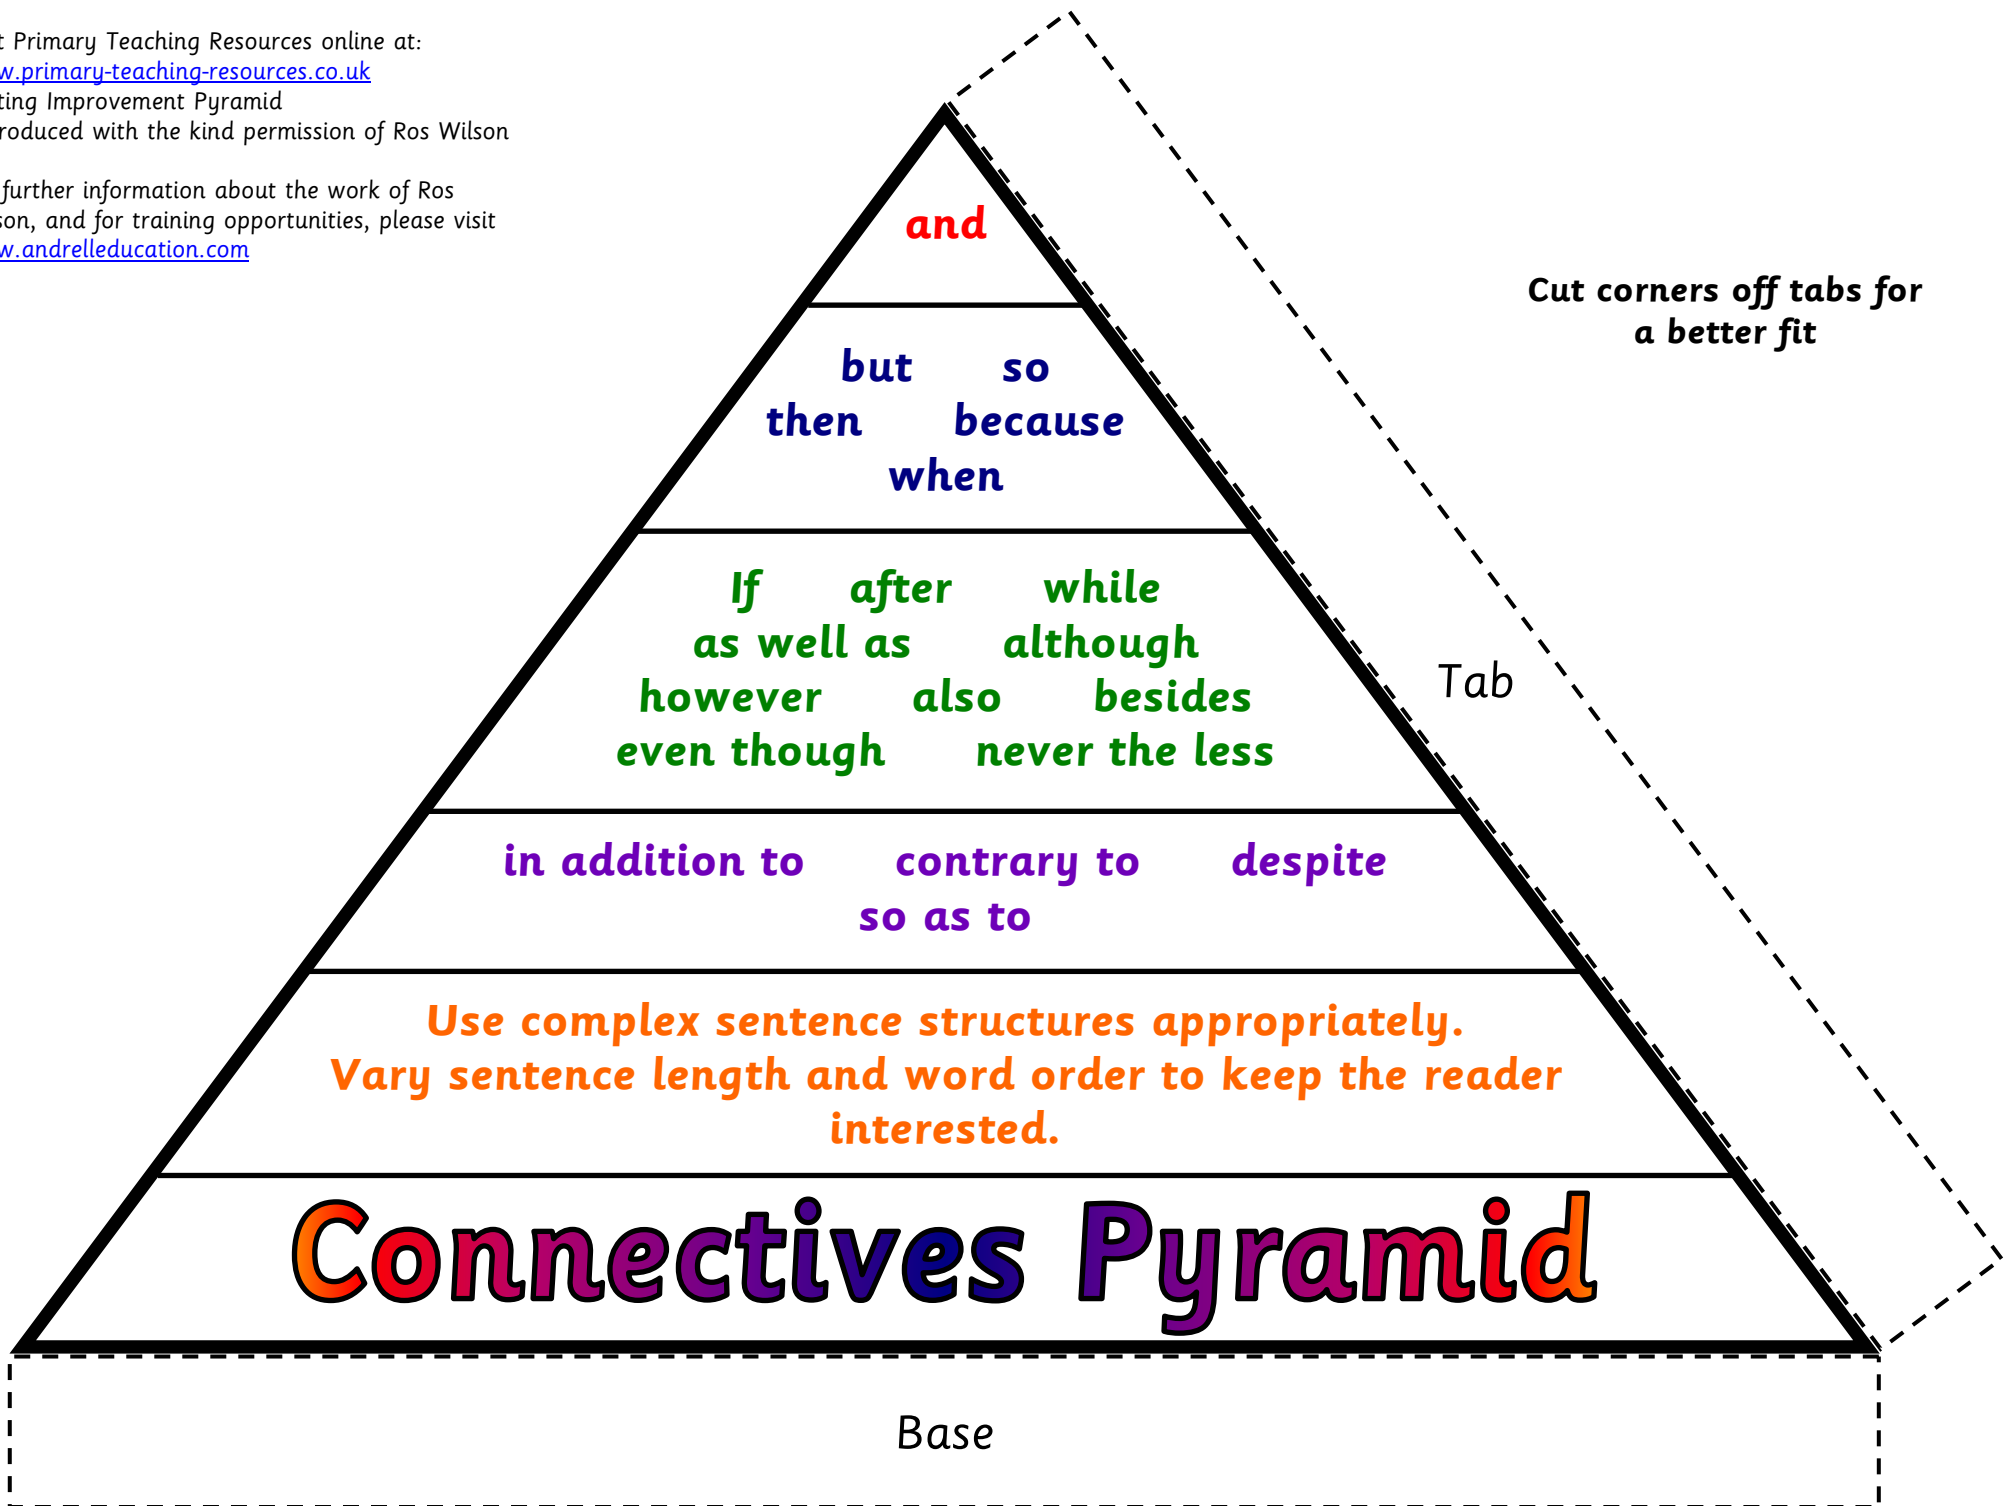 Primary Teaching Resources online at:
primary-teaching-resources.co.uk
Improvement Pyramid
with the kind permission of Ros Wilson
further information about the work of Ros
and for training opportunities, please visit
andrelleducation.com
Cut corners off tabs for
a better fit
and
but so
then because
when
If after while
as well as although
however also besides
even though never the less
in addition to contrary to despite
so as to
Use complex sentence structures appropriately.
Vary sentence length and word order to keep the reader
interested.
Connectives Pyramid
Tab
Base